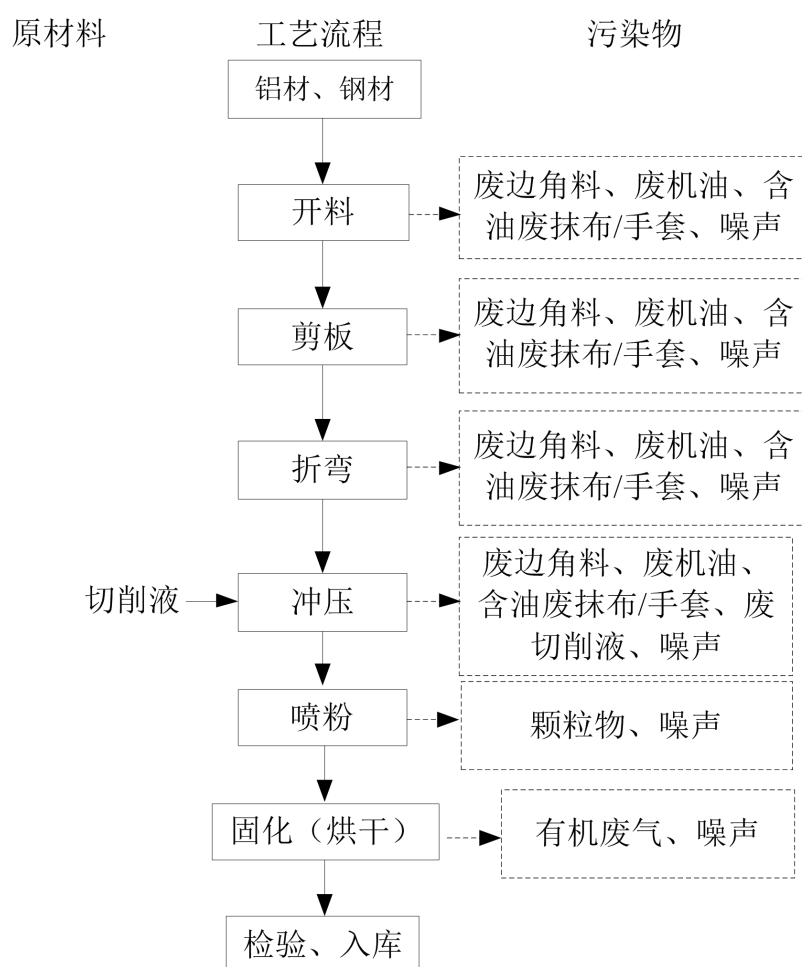 原材料
工艺流程
污染物
铝材、钢材
开料
废边角料、废机油、含
油废抹布/手套、噪声
剪板
废边角料、废机油、含
油废抹布/手套、噪声
折弯
废边角料、废机油、含
油废抹布/手套、噪声
切削液
冲压
废边角料、废机油、
含油废抹布/手套、废
切削液、噪声
喷粉
颗粒物、噪声
固化（烘干）
有机废气、噪声
检验、入库